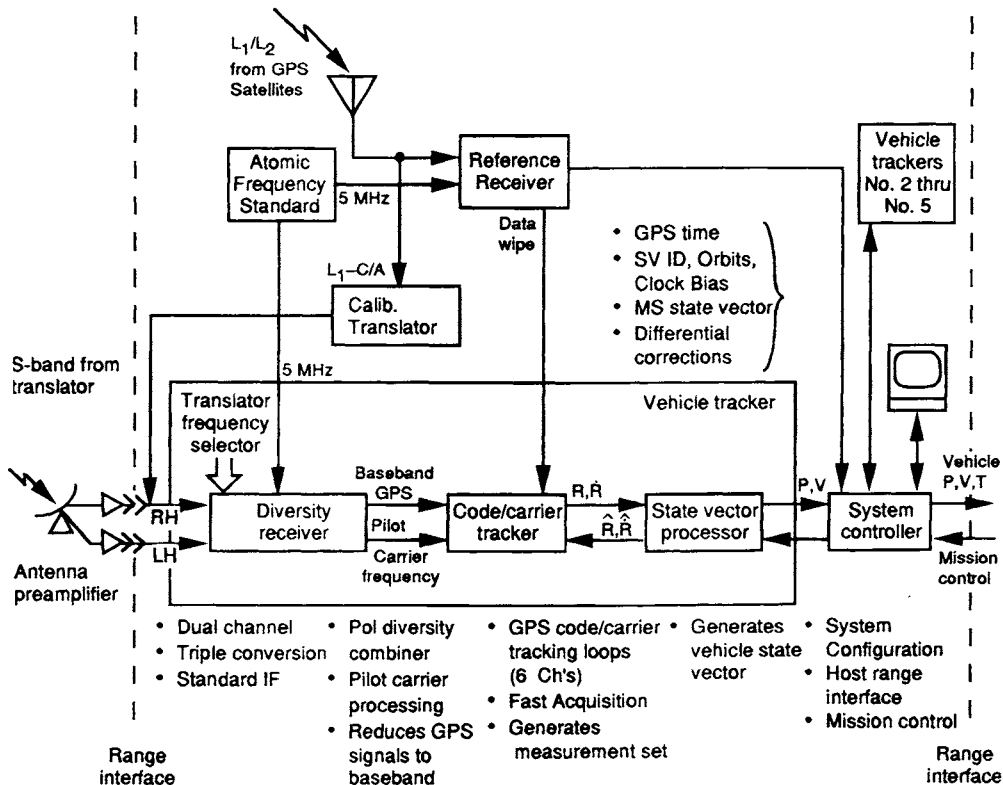 L₁/L₂
from GPS
Satellites
Atomic
Frequency
Standard
5 MHz
Reference
Receiver
Vehicle
trackers
No. 2 thru
No. 5
Data
wipe
L₁–C/A
Calib.
Translator
• GPS time
• SV ID, Orbits,
Clock Bias
• MS state vector
• Differential
corrections
S-band from
translator
5 MHz
Translator
frequency
selector
Vehicle tracker
RH
LH
Diversity
receiver
Baseband
GPS
Pilot
Carrier
frequency
Code/carrier
tracker
R, Ṙ
R̂, Ṙ̂
State vector
processor
P,V
System
controller
Vehicle
P,V,T
Mission
control
Antenna
preamplifier
• Dual channel
• Triple conversion
• Standard IF
• Pol diversity
combiner
• Pilot carrier
processing
• Reduces GPS
signals to
baseband
• GPS code/carrier
tracking loops
(6 Ch's)
• Fast Acquisition
• Generates
measurement set
• Generates
vehicle state
vector
• System
Configuration
• Host range
interface
• Mission control
Range
interface
Range
interface